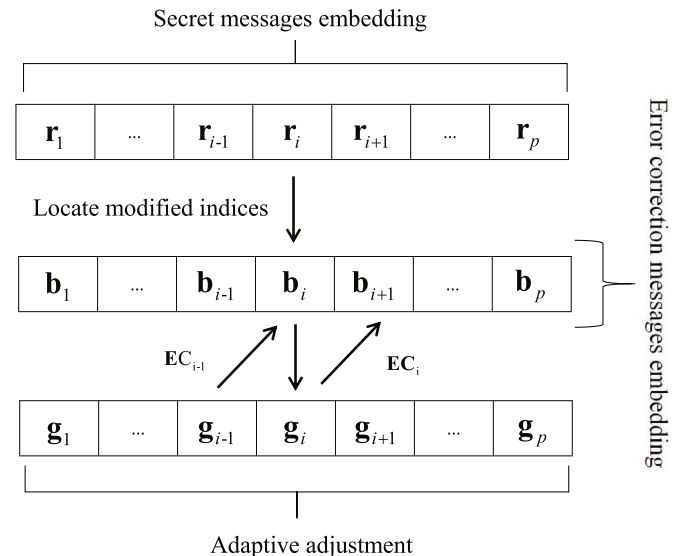 Secret messages embedding
r₁ ... rᵢ₋₁ rᵢ rᵢ₊₁ ... rₚ
Locate modified indices
b₁ ... bᵢ₋₁ bᵢ bᵢ₊₁ ... bₚ
ECᵢ₋₁ ECᵢ
g₁ ... gᵢ₋₁ gᵢ gᵢ₊₁ ... gₚ
Adaptive adjustment
Error correction messages embedding